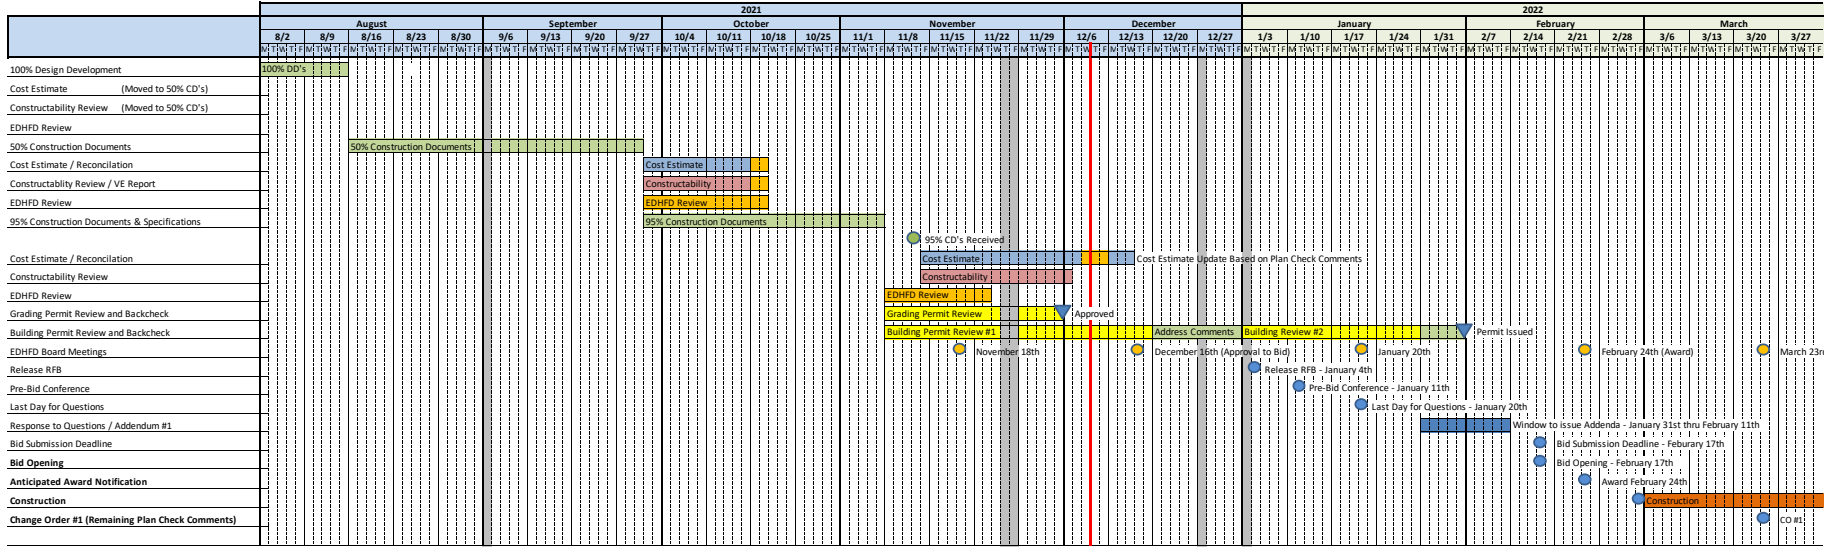 2021 2022
August September October November December January February March
8/2 8/9 8/16 8/23 8/30 9/6 9/13 9/20 9/27 10/4 10/11 10/18 10/25 11/1 11/8 11/15 11/22 11/29 12/6 12/13 12/20 12/27 1/3 1/10 1/17 1/24 1/31 2/7 2/14 2/21 2/28 3/6 3/13 3/20 3/27
M T W T F M T W T F M T W T F M T W T F M T W T F M T W T F M T W T F M T W T F M T W T F M T W T F M T W T F M T W T F M T W T F M T W T F M T W T F M T W T F M T W T F M T W T F M T W T F M T W T F M T W T F M T W T F M T W T F M T W T F M T W T F M T W T F M T W T F M T W T F M T W T F M T W T F M T W T F M T W T F M T W T F M T W T F M T W T F
100% Design Development 100% DD's
Cost Estimate (Moved to 50% CD's)
Constructability Review (Moved to 50% CD's)
EDHFD Review
50% Construction Documents 50% Construction Documents
Cost Estimate / Reconcilation Cost Estimate
Constructablity Review / VE Report Constructability
EDHFD Review EDHFD Review
95% Construction Documents & Specifications 95% Construction Documents
95% CD's Received
Cost Estimate / Reconcilation Cost Estimate Cost Estimate Update Based on Plan Check Comments
Constructability Review Constructability
EDHFD Review EDHFD Review
Grading Permit Review and Backcheck Grading Permit Review Approved
Building Permit Review and Backcheck Building Permit Review #1 Address Comments Building Review #2 Permit Issued
EDHFD Board Meetings November 18th December 16th (Approval to Bid) January 20th February 24th (Award) March 23r
Release RFB Release RFB - January 4th
Pre-Bid Conference Pre-Bid Conference - January 11th
Last Day for Questions Last Day for Questions - January 20th
Response to Questions / Addendum #1 Window to issue Addenda - January 31st thru February 11th
Bid Submission Deadline Bid Submission Deadline - Feburary 17th
Bid Opening Bid Opening - February 17th
Anticipated Award Notification Award February 24th
Construction Construction
Change Order #1 (Remaining Plan Check Comments) CO #1